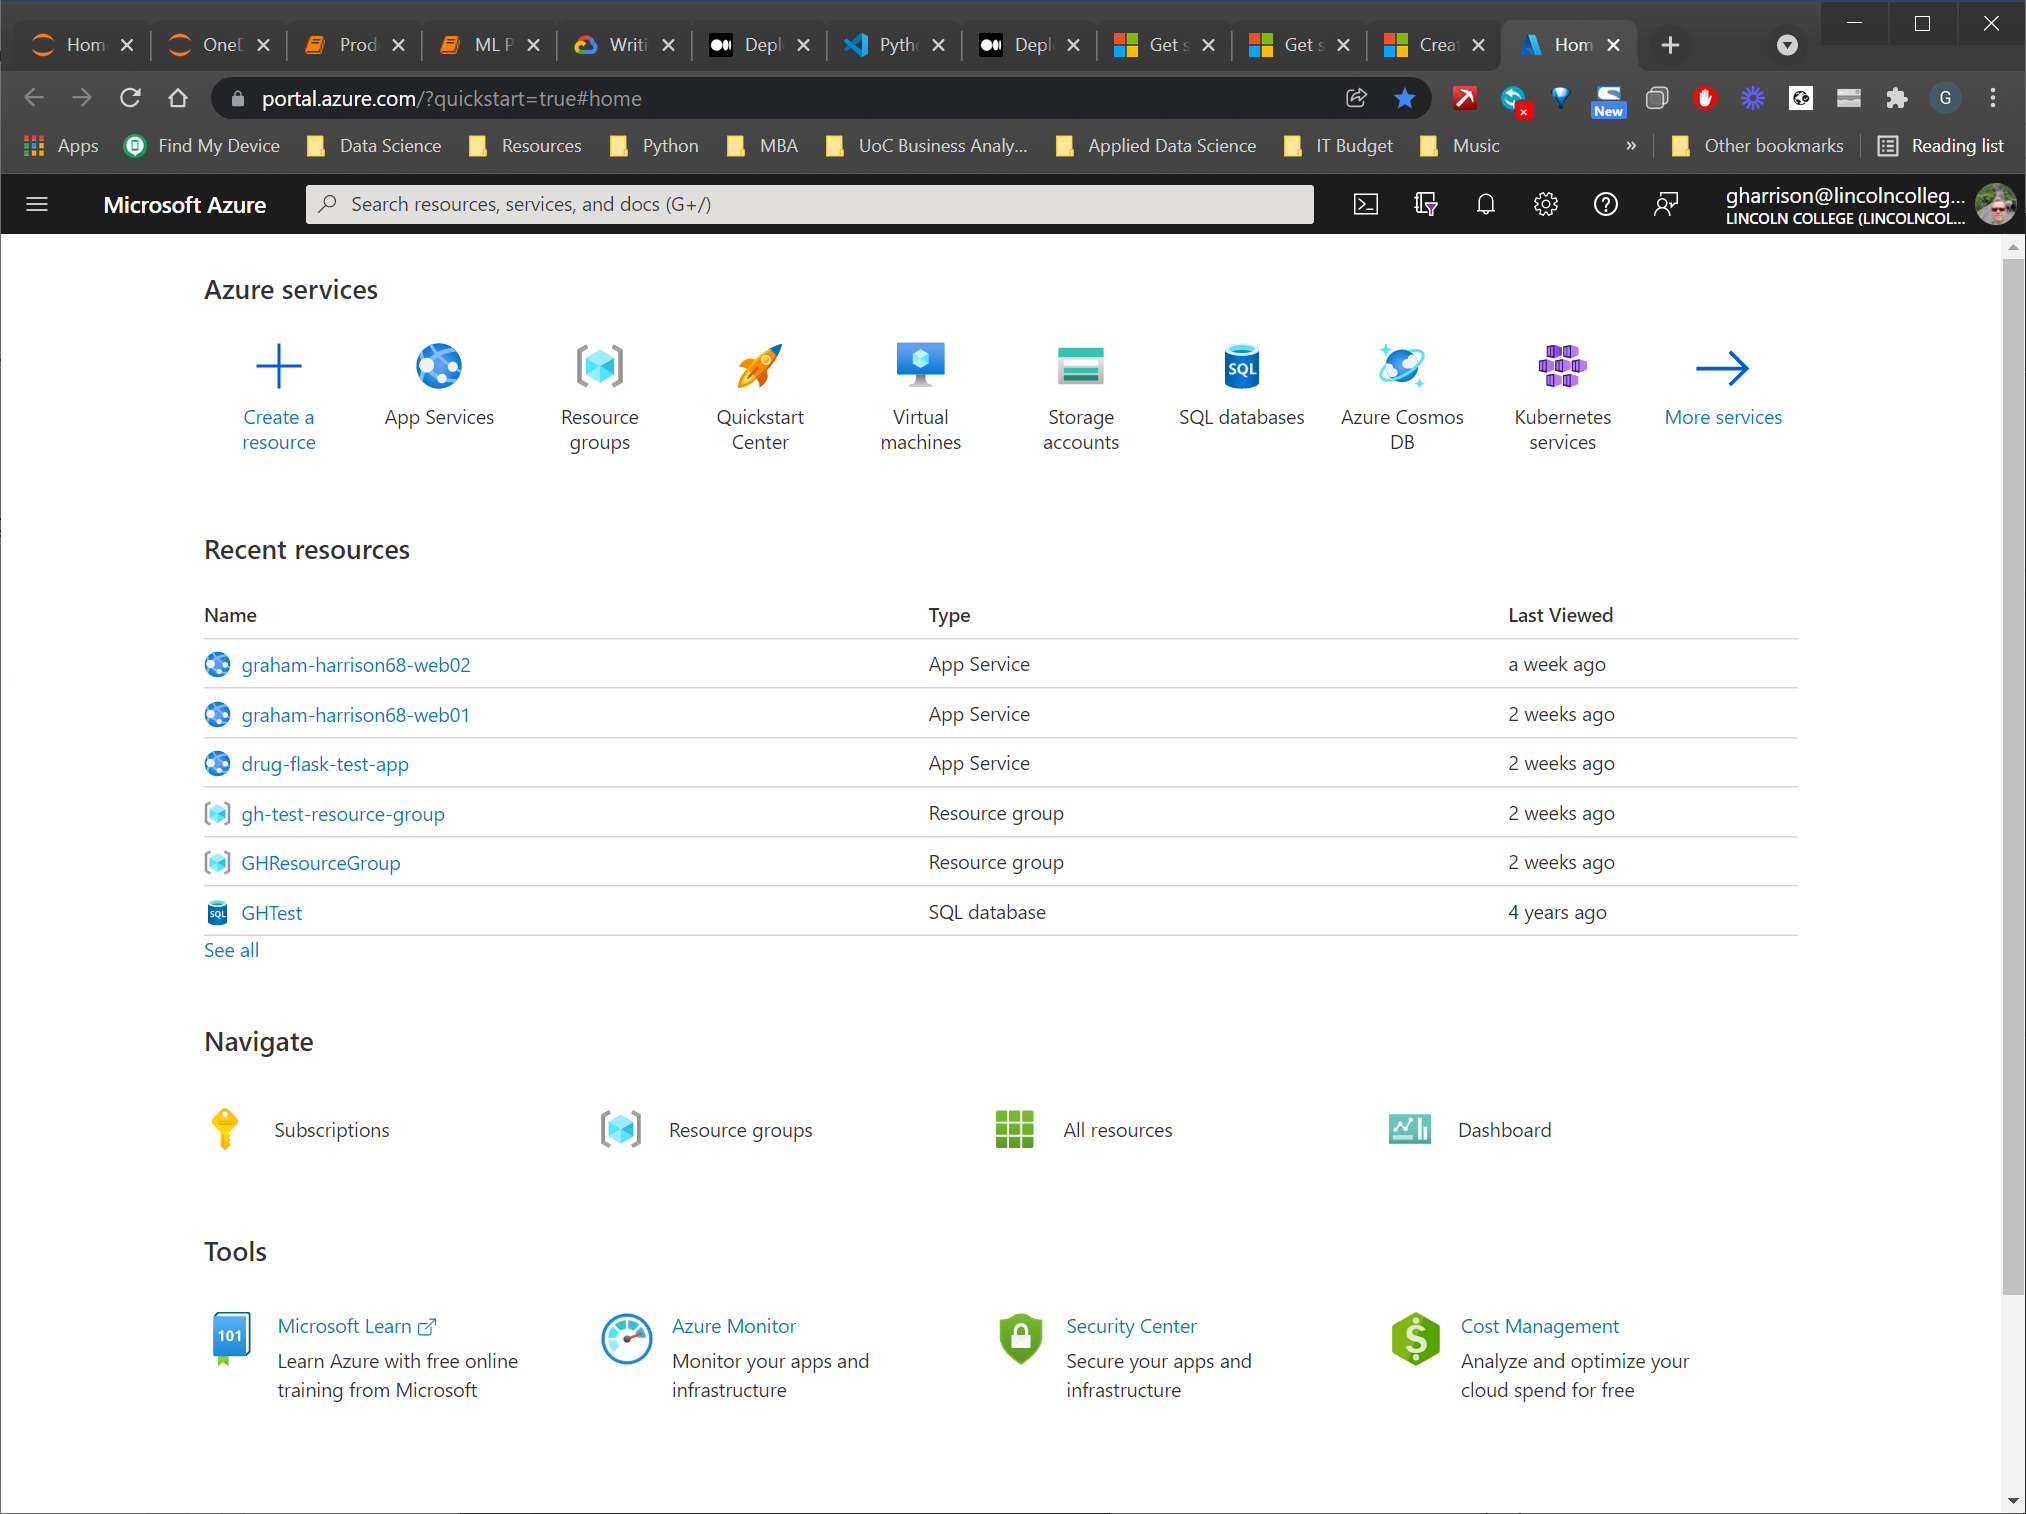 Hom OneD Prod ML P Writi Depl Pyth Depl Get s Get s Crea Hom
portal.azure.com/?quickstart=true#home New G
Apps Find My Device Data Science Resources Python MBA UoC Business Analy... Applied Data Science IT Budget Music » Other bookmarks Reading list
Microsoft Azure Search resources, services, and docs (G+/) gharrison@lincolncolleg...
LINCOLN COLLEGE (LINCOLNCOL...
Azure services
Create a resource
App Services
Resource groups
Quickstart Center
Virtual machines
Storage accounts
SQL
SQL databases
Azure Cosmos DB
Kubernetes services
More services
Recent resources
Name Type Last Viewed
graham-harrison68-web02 App Service a week ago
graham-harrison68-web01 App Service 2 weeks ago
drug-flask-test-app App Service 2 weeks ago
gh-test-resource-group Resource group 2 weeks ago
GHResourceGroup Resource group 2 weeks ago
SQL GHTest SQL database 4 years ago
See all
Navigate
Subscriptions Resource groups All resources Dashboard
Tools
101
Microsoft Learn
Learn Azure with free online
training from Microsoft
Azure Monitor
Monitor your apps and
infrastructure
Security Center
Secure your apps and
infrastructure
$
Cost Management
Analyze and optimize your
cloud spend for free